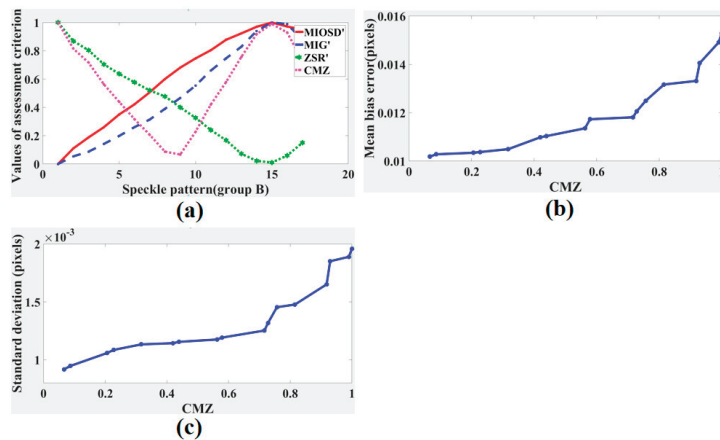 Values of assessment criterion
1
0.8
0.6
0.4
0.2
0
0 5 10 15 20
Speckle pattern(group B)
MIOSD'
MIG'
ZSR'
CMZ
(a)
Mean bias error(pixels)
0.016
0.014
0.012
0.01
0 0.2 0.4 0.6 0.8
CMZ
(b)
Standard deviation (pixels)
×10⁻³
2
1.5
1
0 0.2 0.4 0.6 0.8 1
CMZ
(c)